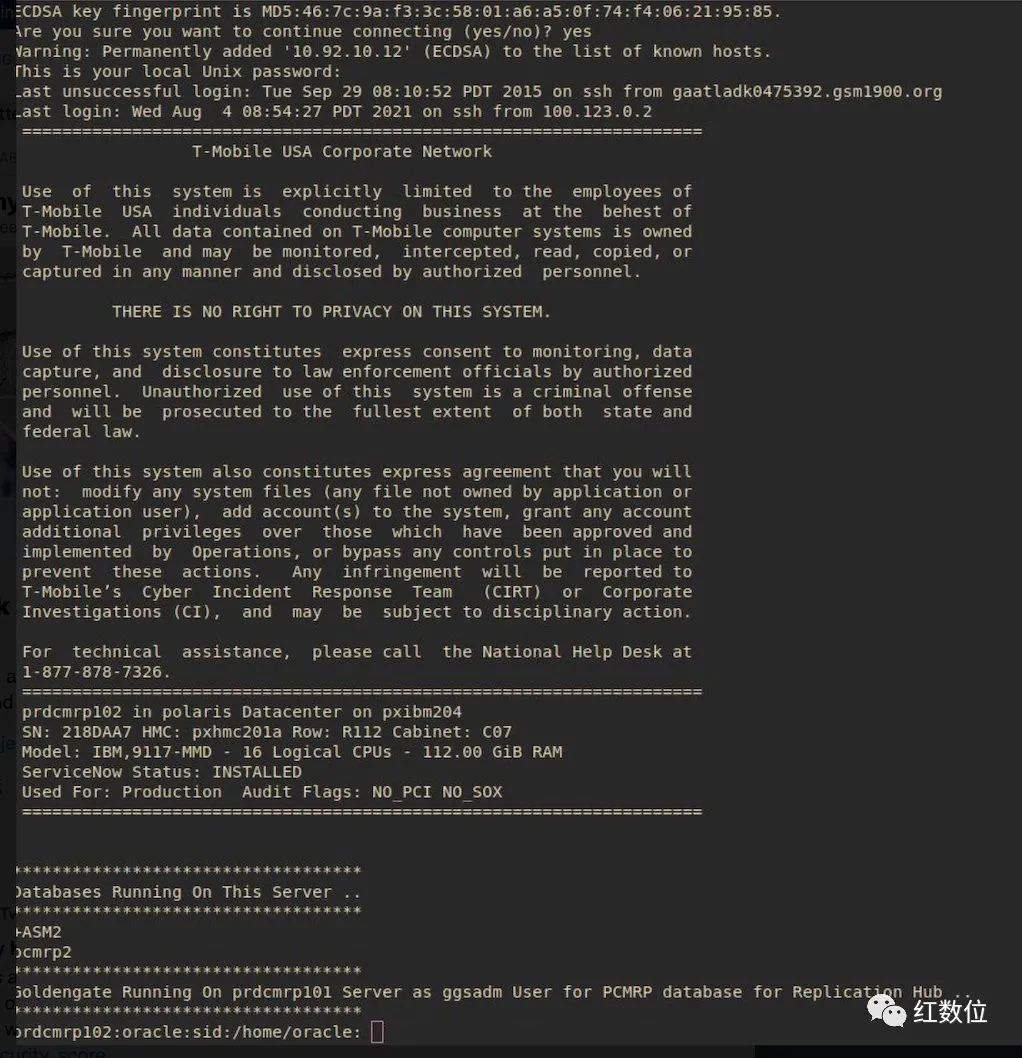 ECDSA key fingerprint is MD5:46:7c:9a:f3:3c:58:01:a6:a5:0f:74:f4:06:21:95:85.
Are you sure you want to continue connecting (yes/no)? yes
Warning: Permanently added '10.92.10.12' (ECDSA) to the list of known hosts.
This is your local Unix password:
Last unsuccessful login: Tue Sep 29 08:10:52 PDT 2015 on ssh from gaatladk0475392.gsm1900.org
Last login: Wed Aug  4 08:54:27 PDT 2021 on ssh from 100.123.0.2
====================================================================
T-Mobile USA Corporate Network
Use  of  this  system is  explicitly  limited  to the  employees of
T-Mobile  USA  individuals  conducting  business  at the  behest of
T-Mobile.  All data contained on T-Mobile computer systems is owned
by  T-Mobile  and may  be monitored,  intercepted, read, copied, or
captured in any manner and disclosed by authorized  personnel.
THERE IS NO RIGHT TO PRIVACY ON THIS SYSTEM.
Use of this system constitutes  express consent to monitoring, data
capture, and  disclosure to law enforcement officials by authorized
personnel.  Unauthorized  use of this  system is a criminal offense
and  will be  prosecuted to the  fullest extent  of both  state and
federal law.
Use of this system also constitutes express agreement that you will
not:  modify any system files (any file not owned by application or
application user),  add account(s) to the system, grant any account
additional  privileges  over  those  which  have  been approved and
implemented  by  Operations, or bypass any controls put in place to
prevent  these  actions.   Any  infringement  will  be  reported to
T-Mobile’s  Cyber  Incident  Response  Team   (CIRT)  or  Corporate
Investigations (CI),  and  may  be  subject to disciplinary action.
For  technical  assistance,  please call  the National Help Desk at
1-877-878-7326.
====================================================================
prdcmrp102 in polaris Datacenter on pxibm204
SN: 218DAA7 HMC: pxhmc201a Row: R112 Cabinet: C07
Model: IBM,9117-MMD - 16 Logical CPUs - 112.00 GiB RAM
ServiceNow Status: INSTALLED
Used For: Production  Audit Flags: NO_PCI NO_SOX
====================================================================
***********************************
Databases Running On This Server ..
***********************************
+ASM2
pcmrp2
***********************************
Goldengate Running On prdcmrp101 Server as ggsadm User for PCMRP database for Replication Hub ..
***********************************
prdcmrp102:oracle:sid:/home/oracle:
红数位